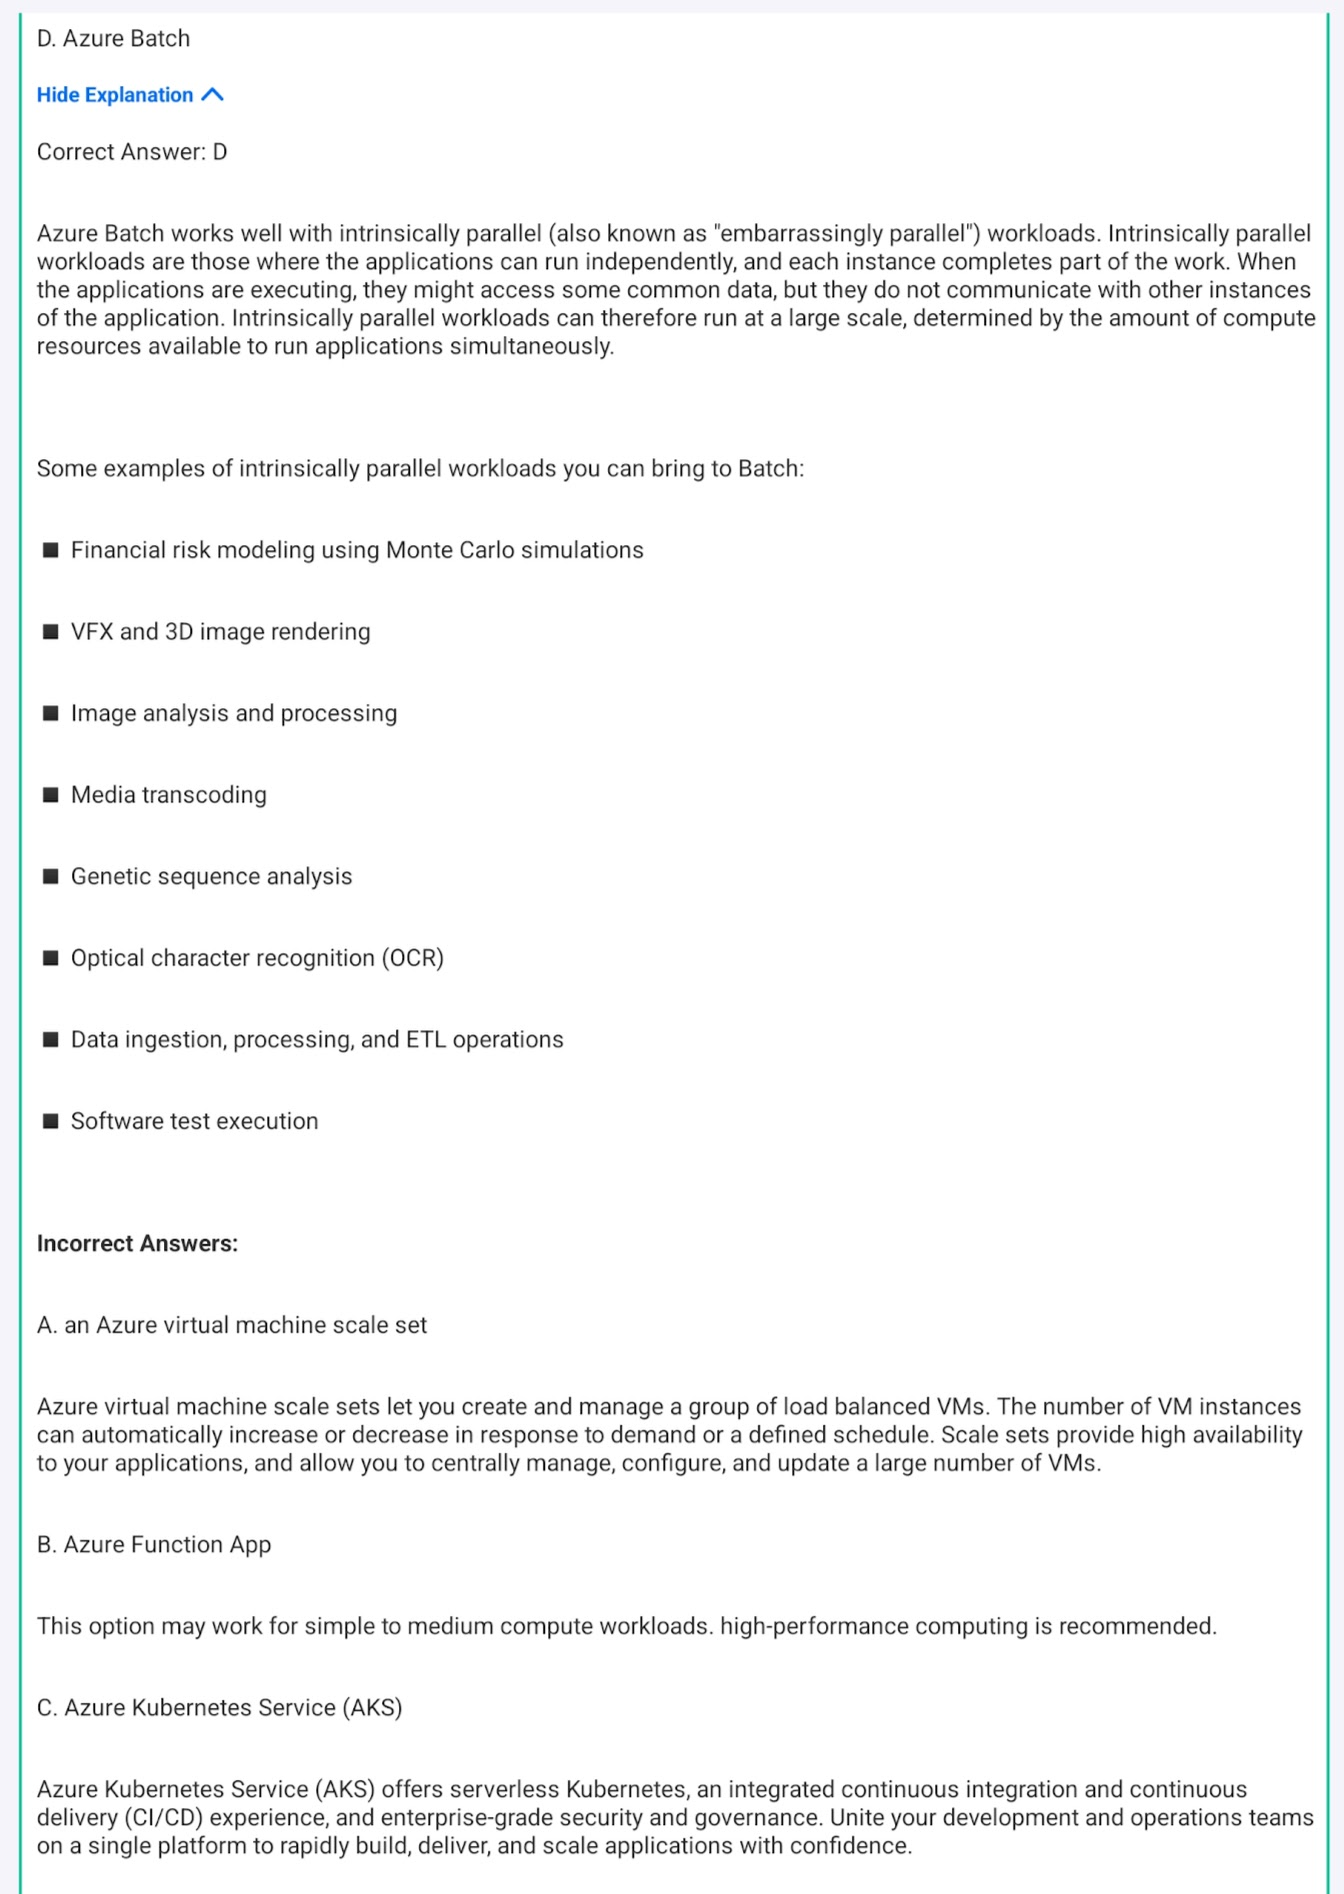 D. Azure Batch
Hide Explanation
Correct Answer: D
Azure Batch works well with intrinsically parallel (also known as "embarrassingly parallel") workloads. Intrinsically parallel
workloads are those where the applications can run independently, and each instance completes part of the work. When
the applications are executing, they might access some common data, but they do not communicate with other instances
of the application. Intrinsically parallel workloads can therefore run at a large scale, determined by the amount of compute
resources available to run applications simultaneously.
Some examples of intrinsically parallel workloads you can bring to Batch:
■ Financial risk modeling using Monte Carlo simulations
■ VFX and 3D image rendering
■ Image analysis and processing
■ Media transcoding
■ Genetic sequence analysis
■ Optical character recognition (OCR)
■ Data ingestion, processing, and ETL operations
■ Software test execution
Incorrect Answers:
A. an Azure virtual machine scale set
Azure virtual machine scale sets let you create and manage a group of load balanced VMs. The number of VM instances
can automatically increase or decrease in response to demand or a defined schedule. Scale sets provide high availability
to your applications, and allow you to centrally manage, configure, and update a large number of VMs.
B. Azure Function App
This option may work for simple to medium compute workloads. high-performance computing is recommended.
C. Azure Kubernetes Service (AKS)
Azure Kubernetes Service (AKS) offers serverless Kubernetes, an integrated continuous integration and continuous
delivery (CI/CD) experience, and enterprise-grade security and governance. Unite your development and operations teams
on a single platform to rapidly build, deliver, and scale applications with confidence.